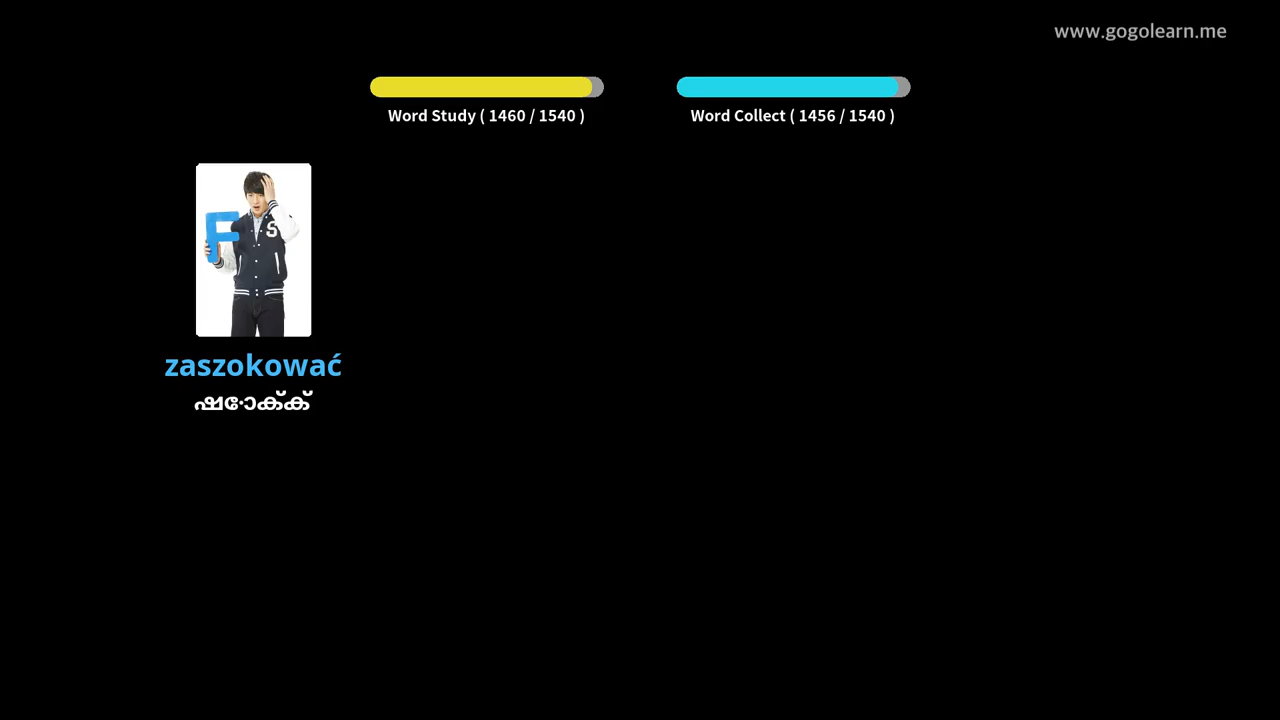 www.gogolearn.me
Word Study ( 1460 / 1540 )
Word Collect ( 1456 / 1540 )
F
S
zaszokować
ഷോക്ക്